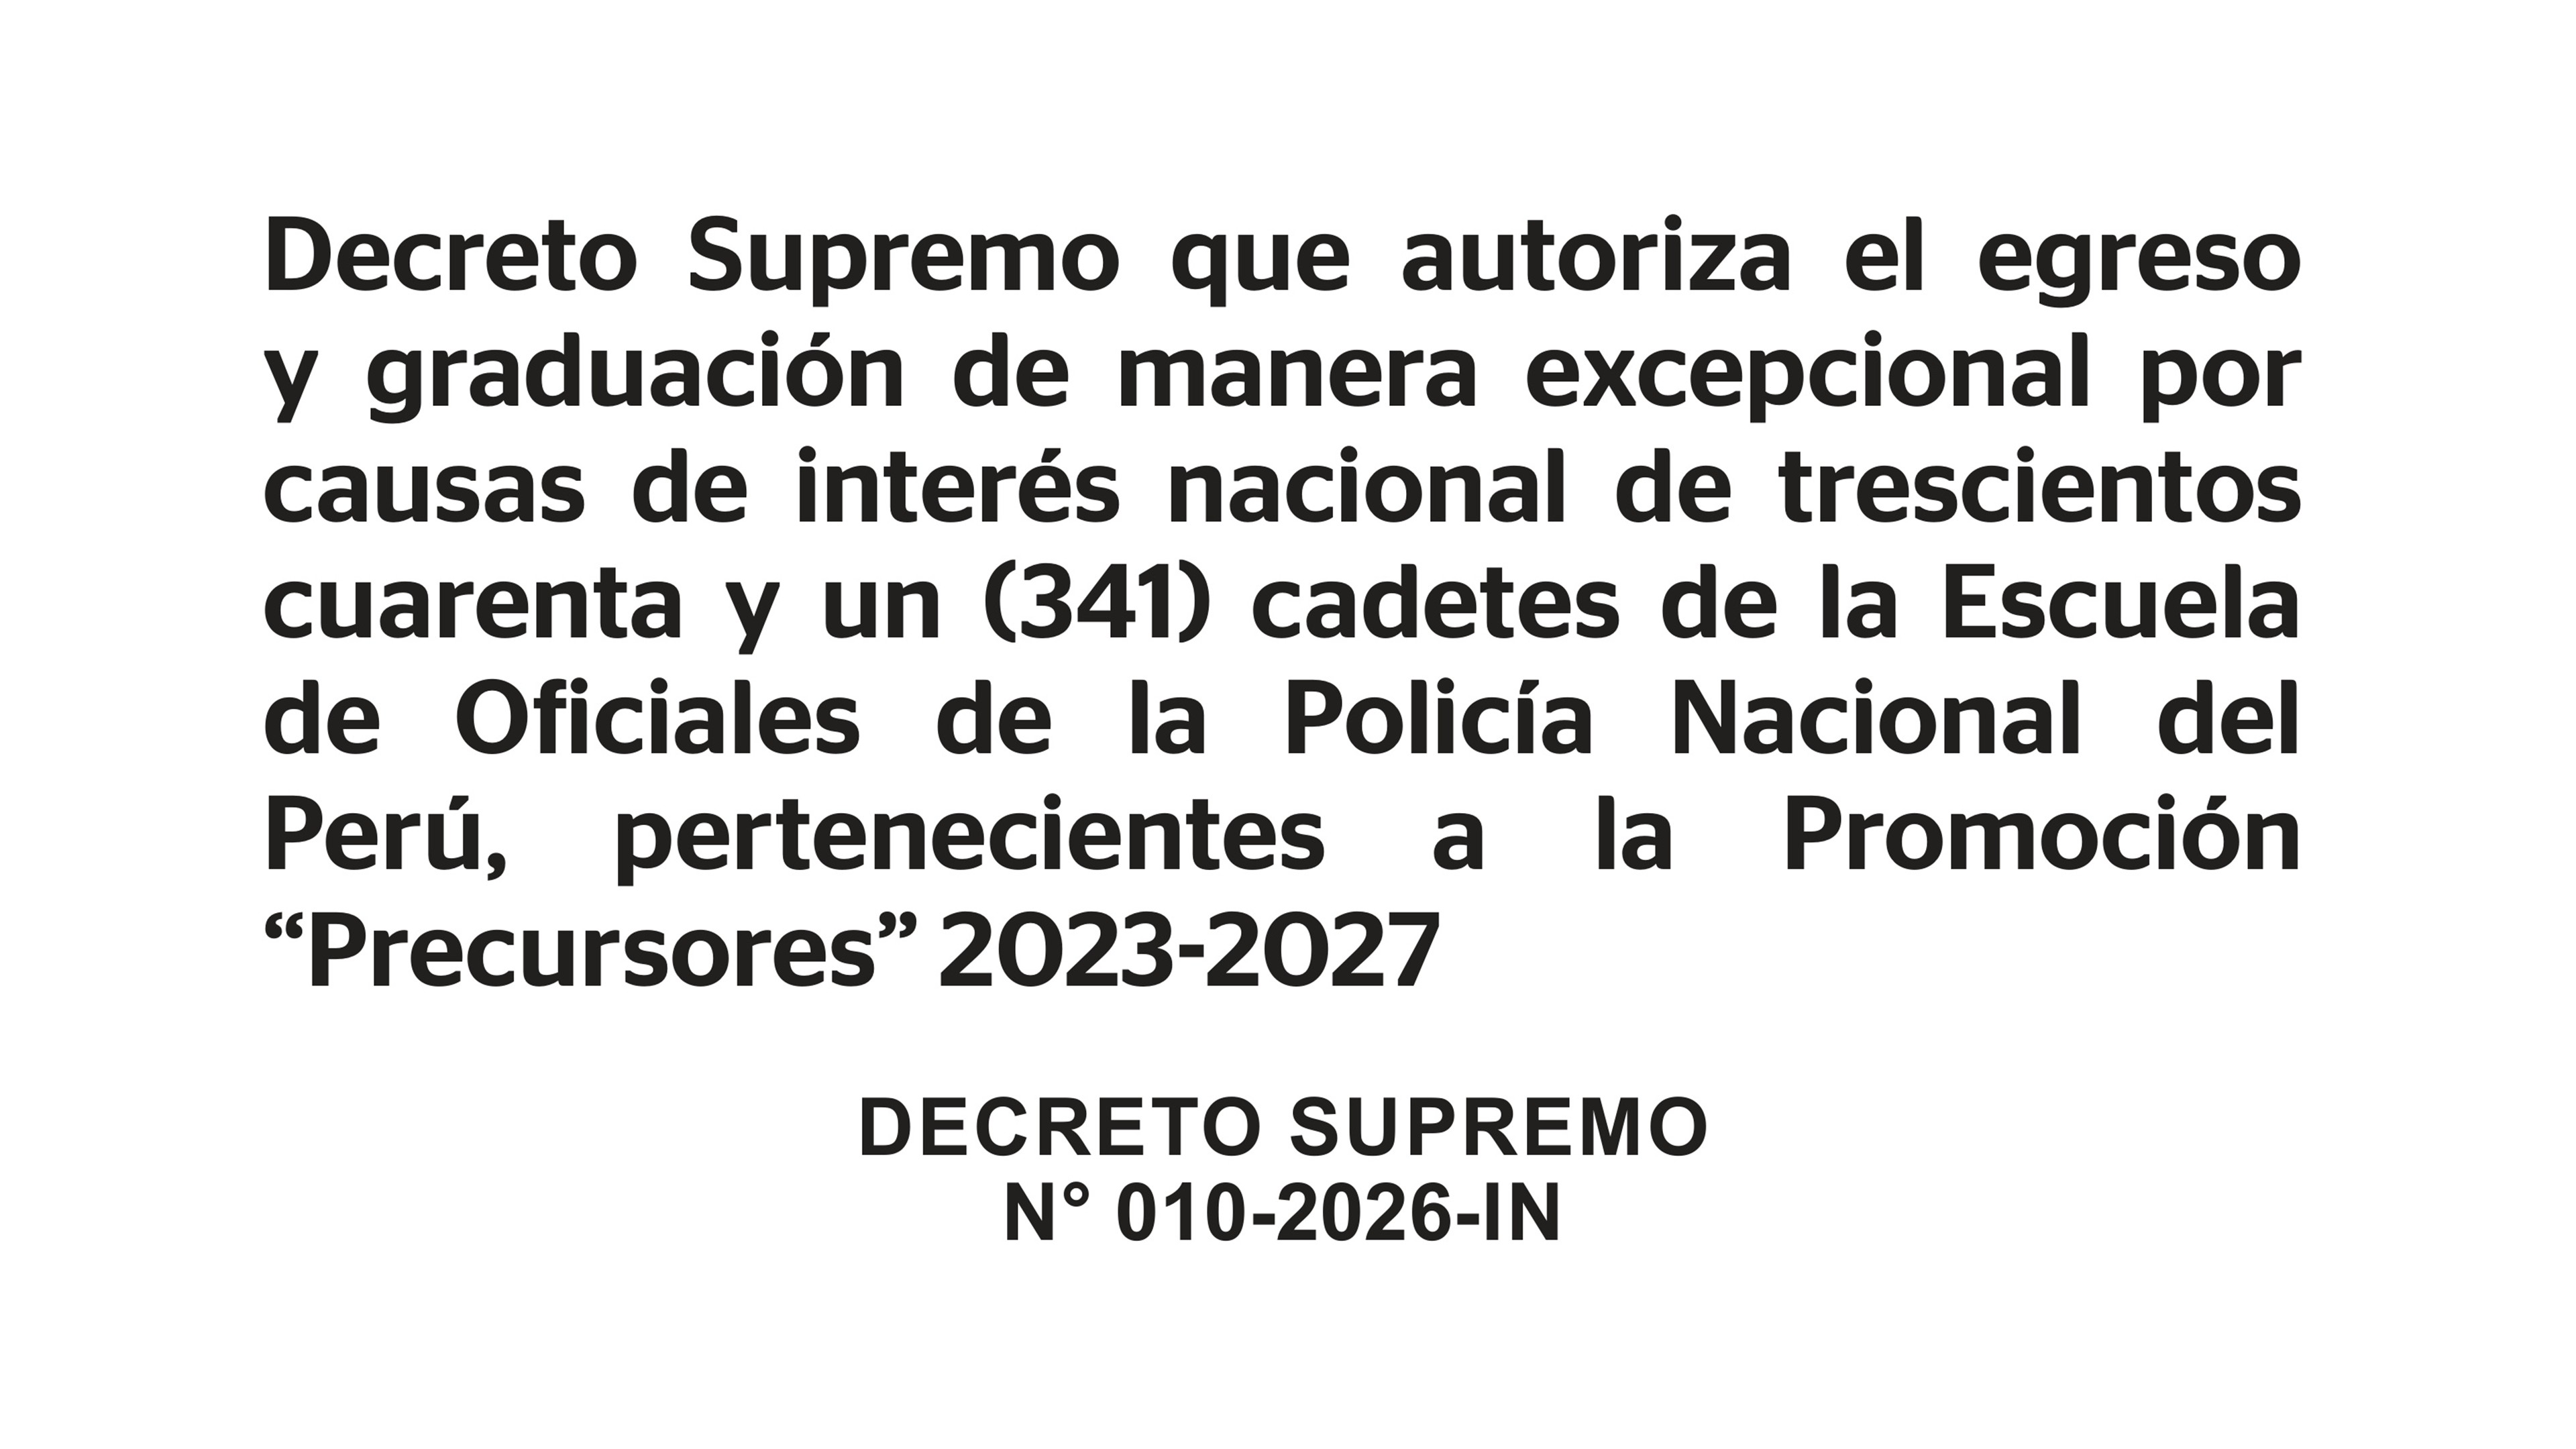 Decreto Supremo que autoriza el egreso
y graduación de manera excepcional por
causas de interés nacional de trescientos
cuarenta y un (341) cadetes de la Escuela
de Oficiales de la Policía Nacional del
Perú, pertenecientes a la Promoción
“Precursores” 2023-2027
DECRETO SUPREMO
N° 010-2026-IN